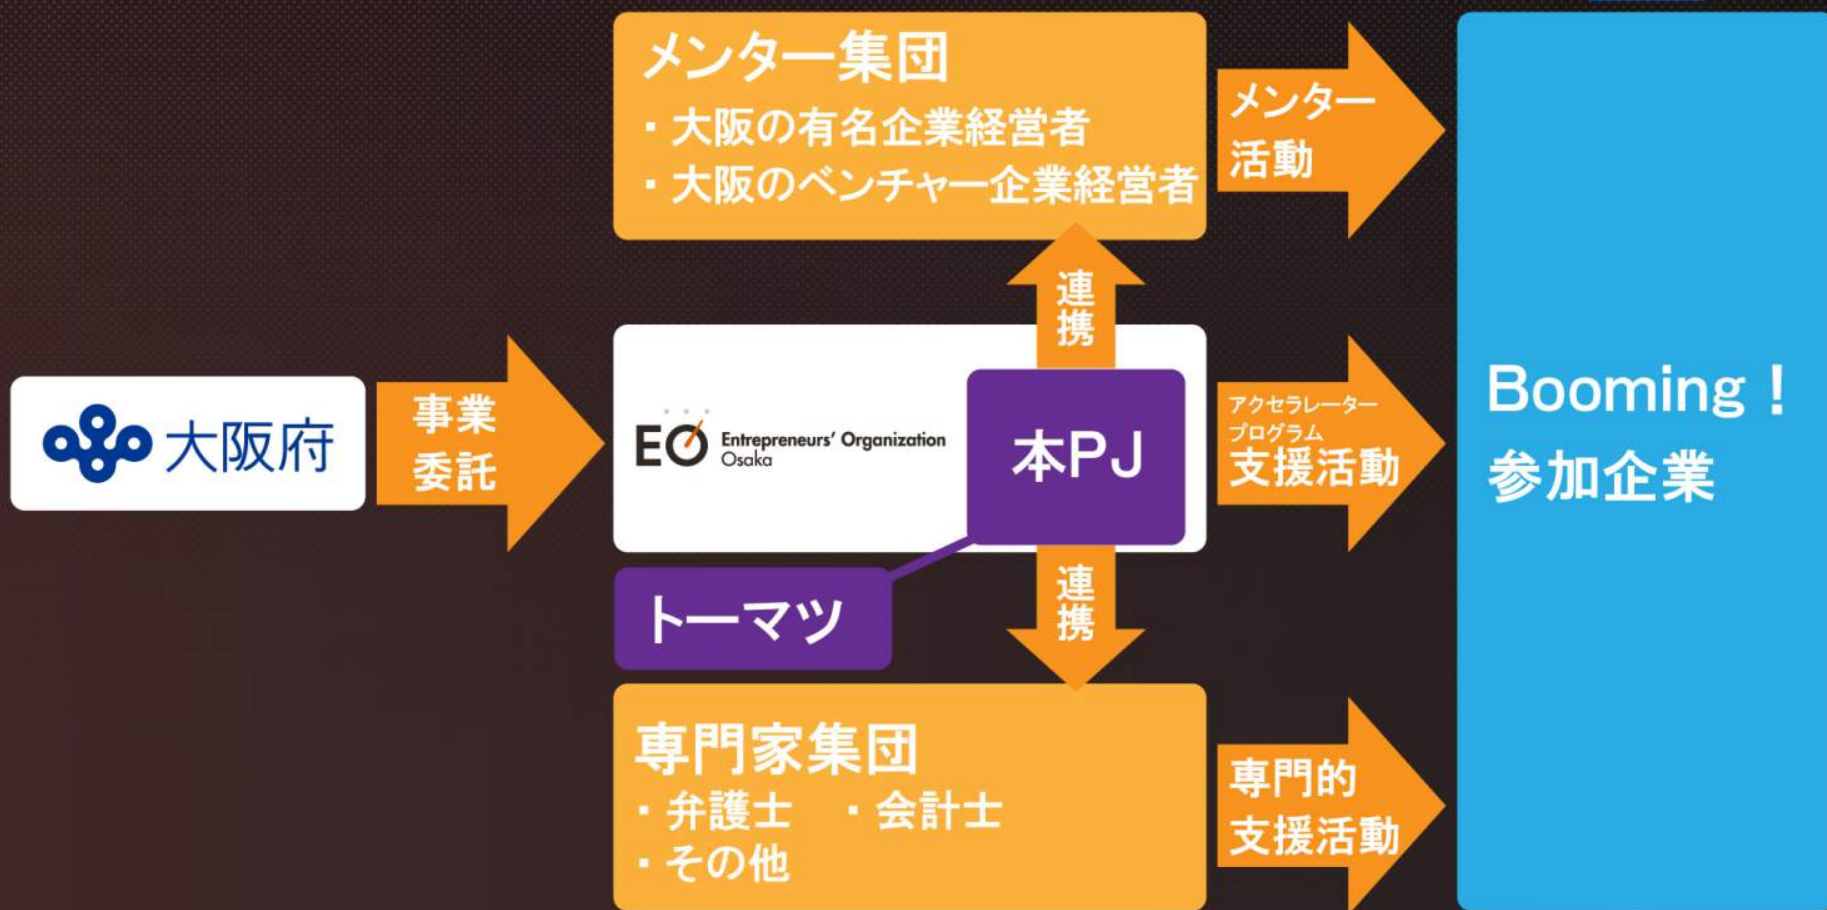 メンター集団
・大阪の有名企業経営者
・大阪のベンチャー企業経営者
メンター
活動
連携
大阪府
事業
委託
EO Entrepreneurs' Organization
Osaka
本PJ
アクセラレーター
プログラム
支援活動
Booming！
参加企業
トーマツ
連携
専門家集団
・弁護士　・会計士
・その他
専門的
支援活動